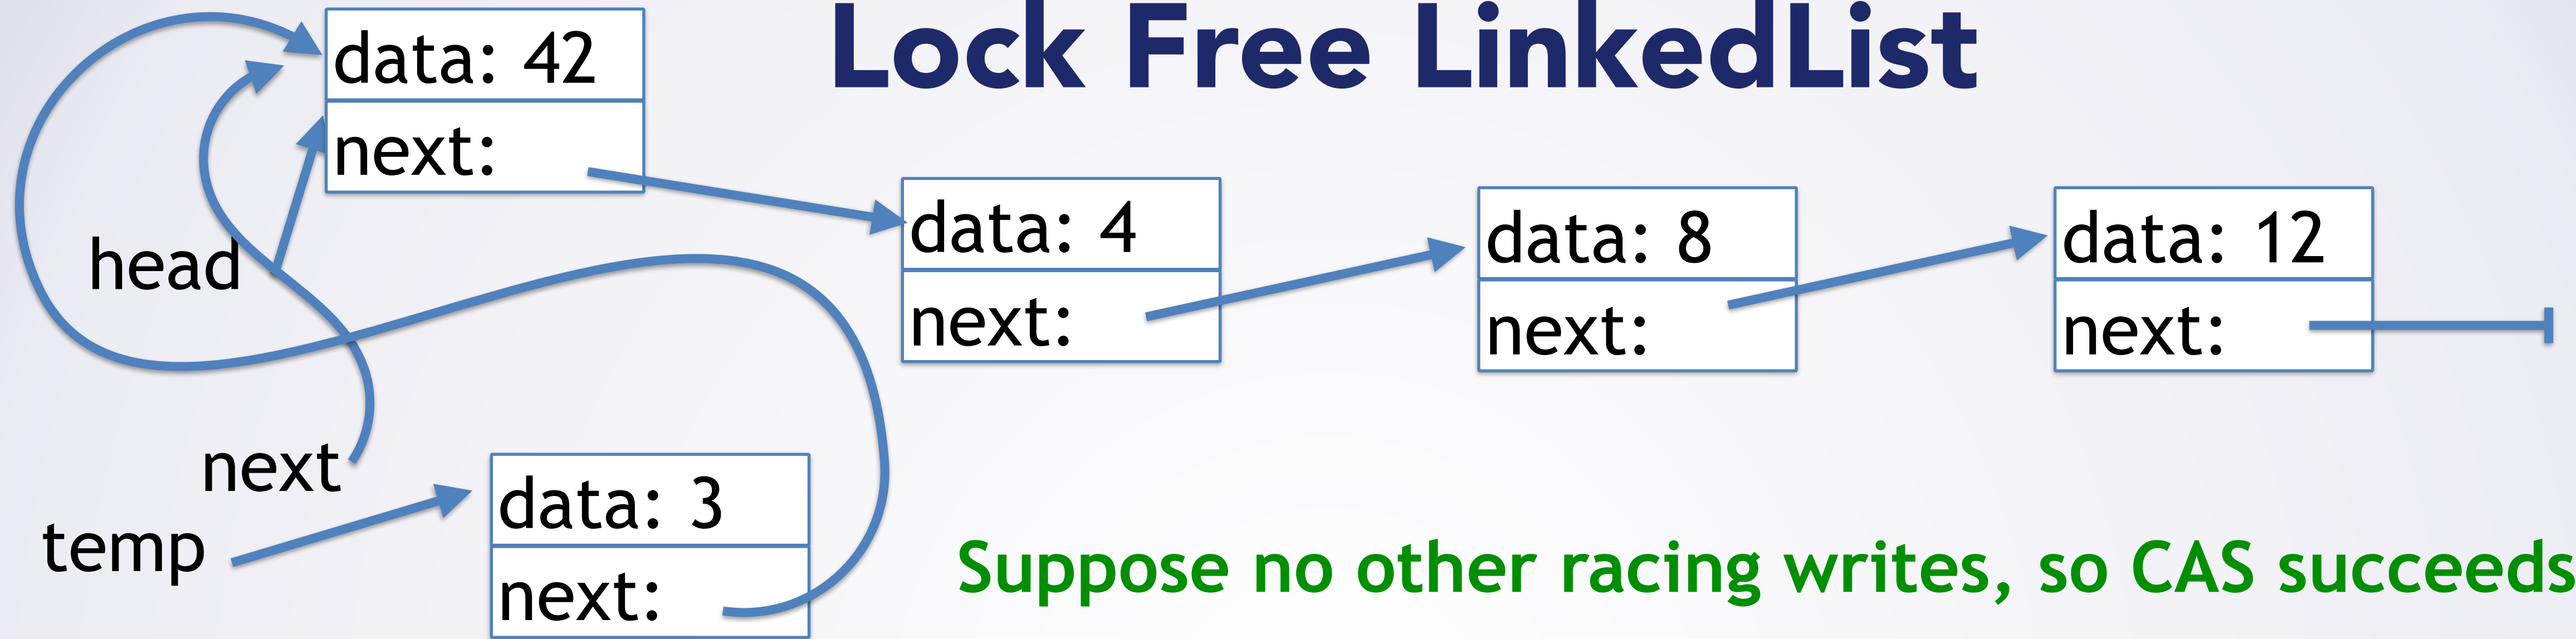 Lock Free LinkedList
data: 42
next:
data: 4
next:
data: 8
next:
data: 12
next:
head
next
temp
data: 3
next:
Suppose no other racing writes, so CAS succeeds